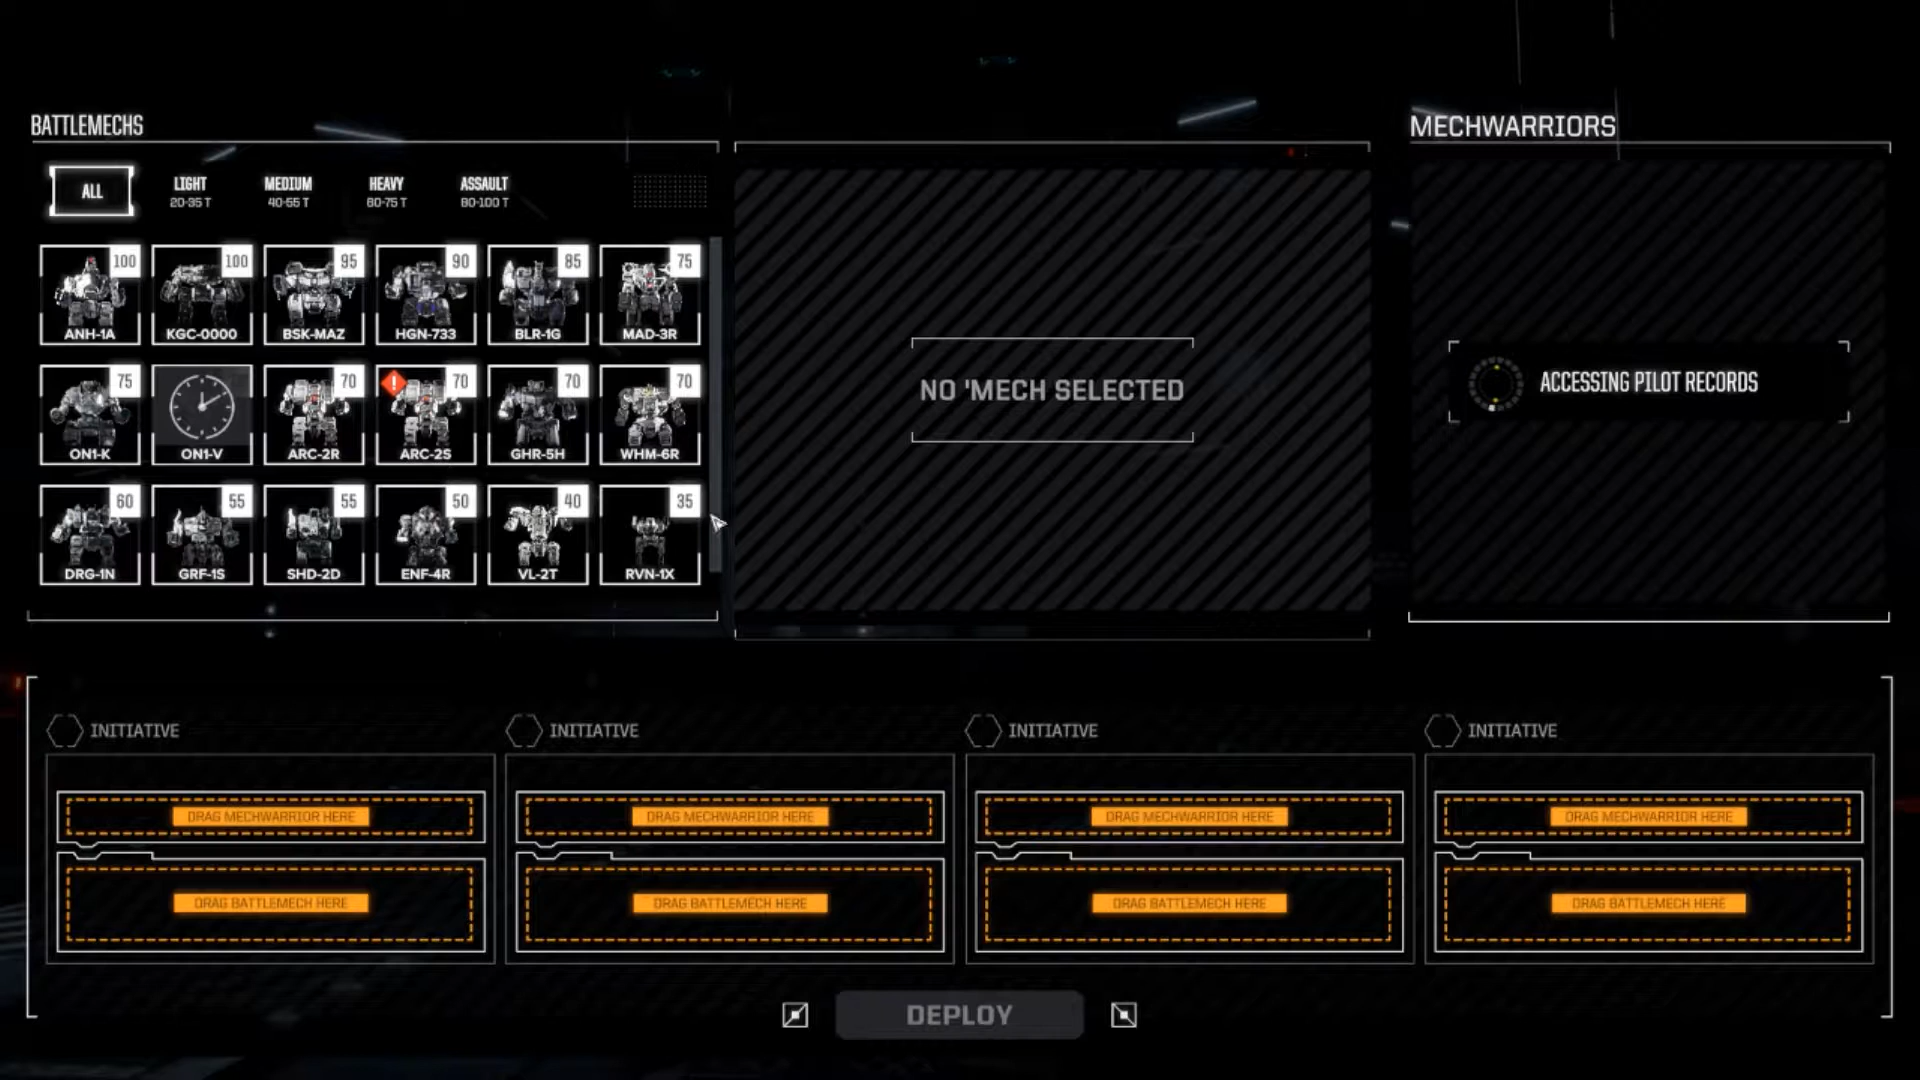 BATTLEMECHS
ALL
LIGHT
20-35 T
MEDIUM
40-55 T
HEAVY
60-75 T
ASSAULT
80-100 T
100
ANH-1A
100
KGC-0000
95
BSK-MAZ
90
HGN-733
85
BLR-1G
75
MAD-3R
75
ON1-K
ON1-V
70
ARC-2R
!
70
ARC-2S
70
GHR-5H
70
WHM-6R
60
DRG-1N
55
GRF-1S
55
SHD-2D
50
ENF-4R
40
VL-2T
35
RVN-1X
NO 'MECH SELECTED
MECHWARRIORS
ACCESSING PILOT RECORDS
INITIATIVE
DRAG MECHWARRIOR HERE
DRAG BATTLEMECH HERE
INITIATIVE
DRAG MECHWARRIOR HERE
DRAG BATTLEMECH HERE
INITIATIVE
DRAG MECHWARRIOR HERE
DRAG BATTLEMECH HERE
INITIATIVE
DRAG MECHWARRIOR HERE
DRAG BATTLEMECH HERE
DEPLOY